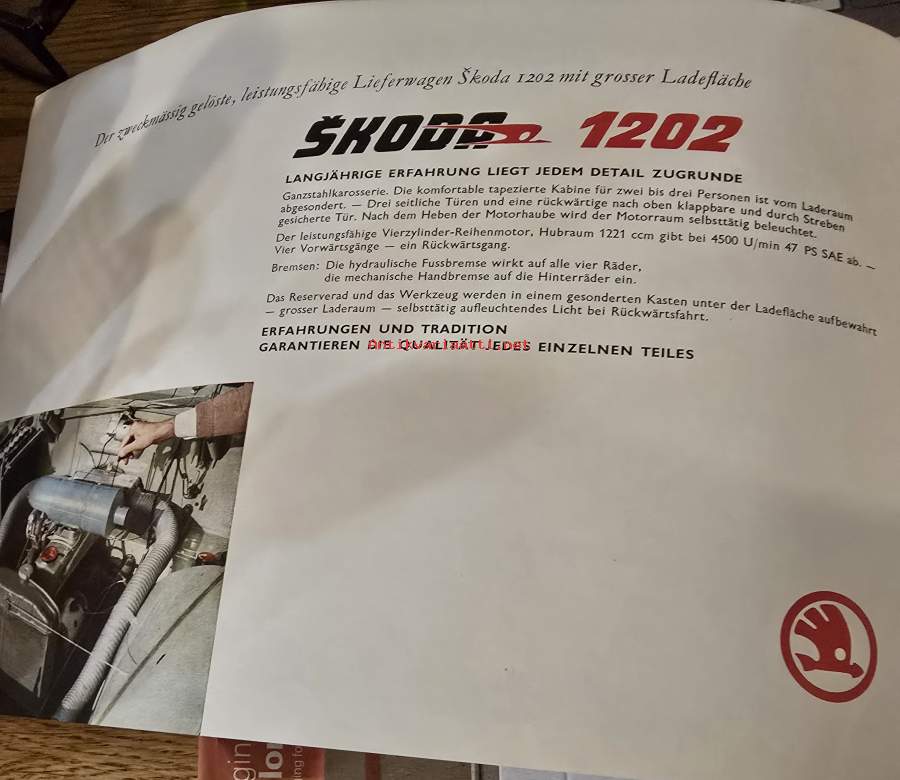 Der zweckmässig gelöste, leistungsfähige Lieferwagen Škoda 1202 mit grosser Ladefläche
ŠKODA 1202
LANGJÄHRIGE ERFAHRUNG LIEGT JEDEM DETAIL ZUGRUNDE
Ganzstahlkarosserie. Die komfortable tapezierte Kabine für zwei bis drei Personen ist vom Laderaum
abgesondert. — Drei seitliche Türen und eine rückwärtige nach oben klappbare und durch Streben
gesicherte Tür. Nach dem Heben der Motorhaube wird der Motorraum selbsttätig beleuchtet.
Der leistungsfähige Vierzylinder-Reihenmotor, Hubraum 1221 ccm gibt bei 4500 U/min 47 PS SAE ab. —
Vier Vorwärtsgänge — ein Rückwärtsgang.
Bremsen: Die hydraulische Fussbremse wirkt auf alle vier Räder,
die mechanische Handbremse auf die Hinterräder ein.
Das Reserverad und das Werkzeug werden in einem gesonderten Kasten unter der Ladefläche aufbewahrt
— grosser Laderaum — selbsttätig aufleuchtendes Licht bei Rückwärtsfahrt.
ERFAHRUNGEN UND TRADITION
GARANTIEREN DIE QUALITÄT JEDES EINZELNEN TEILES